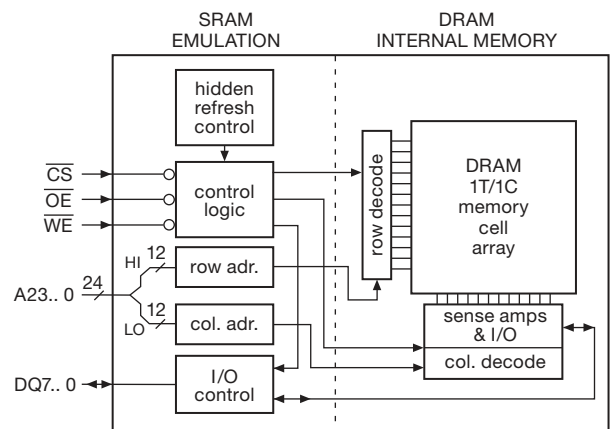 SRAM
EMULATION
DRAM
INTERNAL MEMORY
hidden
refresh
control
CS
OE
WE
control
logic
row decode
DRAM
1T/1C
memory
cell
array
HI
12
row adr.
A23.. 0
24
12
LO
col. adr.
sense amps
& I/O
col. decode
DQ7.. 0
I/O
control